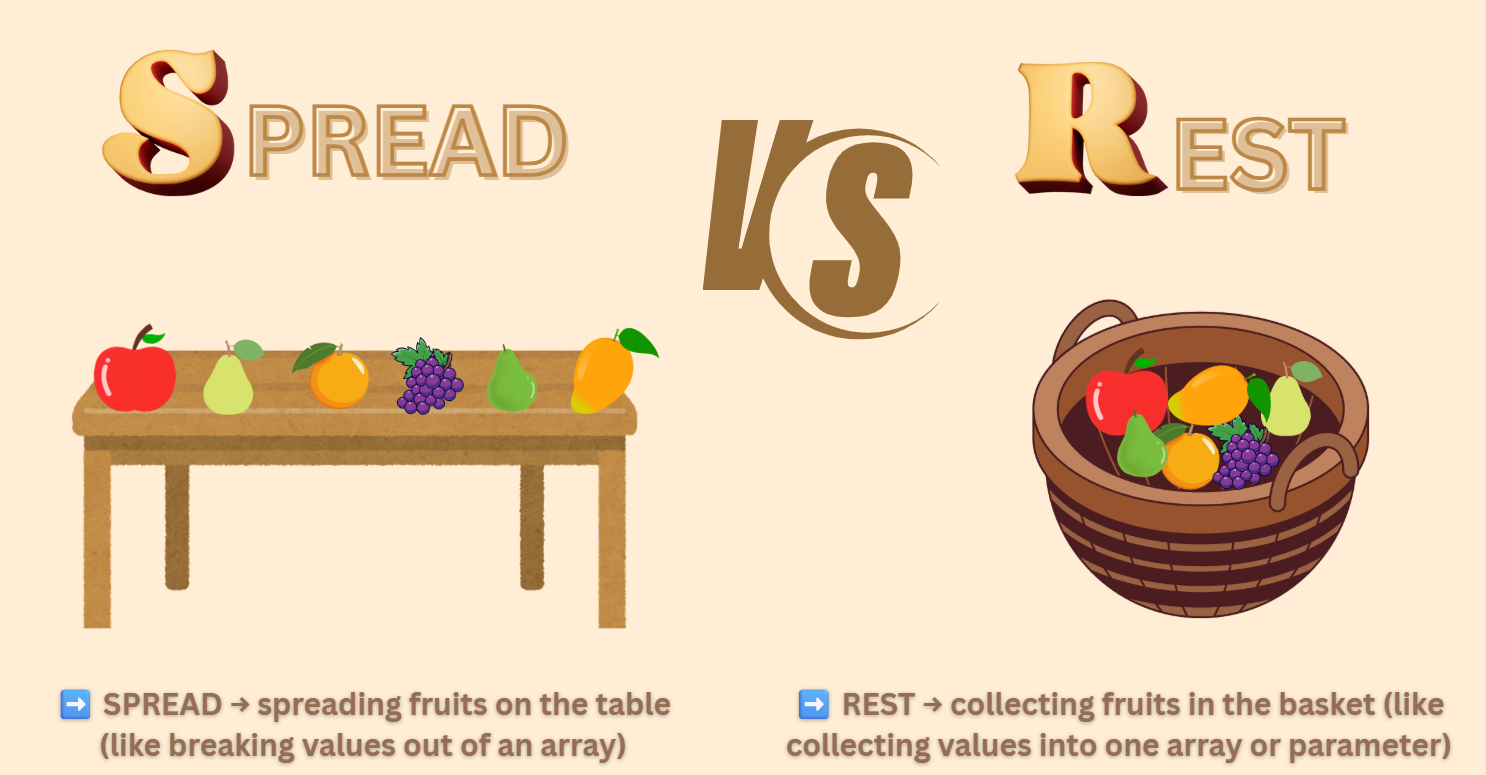 SPREAD
VS
REST
➡️ SPREAD → spreading fruits on the table
(like breaking values out of an array)
➡️ REST → collecting fruits in the basket (like
collecting values into one array or parameter)